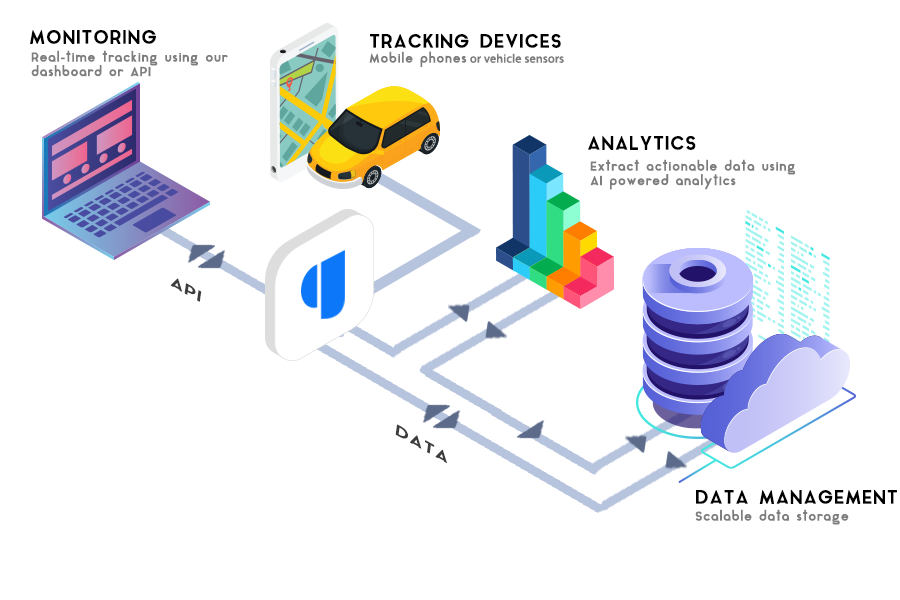 MONITORING
Real-time tracking using our
dashboard or API
TRACKING DEVICES
Mobile phones or vehicle sensors
ANALYTICS
Extract actionable data using
AI powered analytics
API
DATA
DATA MANAGEMENT
Scalable data storage